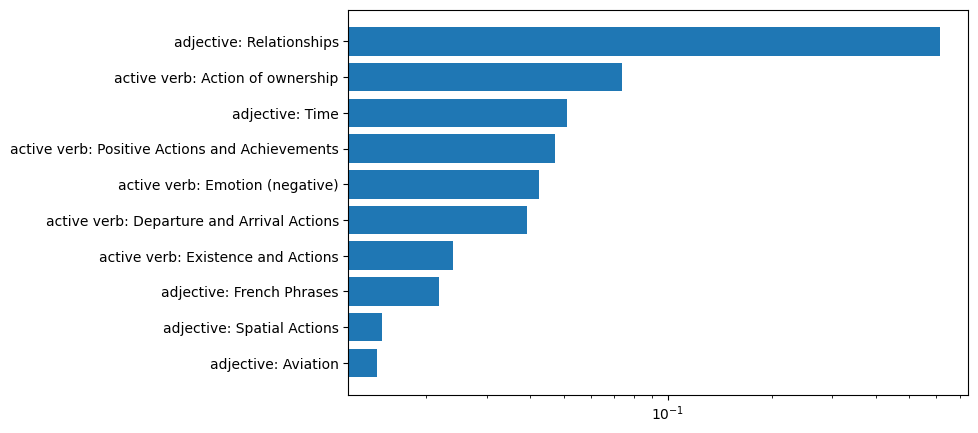 adjective: Relationships
active verb: Action of ownership
adjective: Time
active verb: Positive Actions and Achievements
active verb: Emotion (negative)
active verb: Departure and Arrival Actions
active verb: Existence and Actions
adjective: French Phrases
adjective: Spatial Actions
adjective: Aviation
10⁻¹